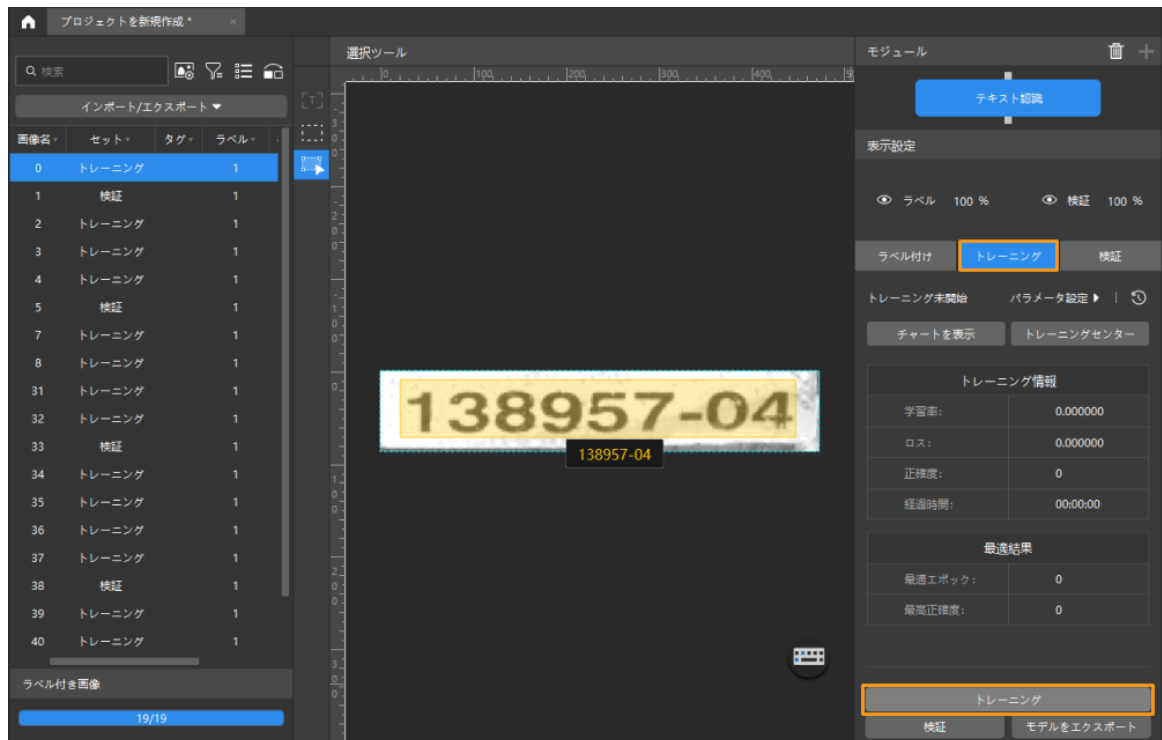 プロジェクトを新規作成 * ×
検索
インポート/エクスポート ▼
画像名 セット タグ ラベル
0 トレーニング 1
1 検証 1
2 トレーニング 1
3 トレーニング 1
4 トレーニング 1
5 検証 1
7 トレーニング 1
8 トレーニング 1
31 トレーニング 1
32 トレーニング 1
33 検証 1
34 トレーニング 1
35 トレーニング 1
36 トレーニング 1
37 トレーニング 1
38 検証 1
39 トレーニング 1
40 トレーニング 1
ラベル付き画像
19/19
選択ツール
0 100 200 300 400
138957-04
138957-04
モジュール
テキスト認識
表示設定
ラベル 100 % 検証 100 %
ラベル付け トレーニング 検証
トレーニング未開始 パラメータ設定
チャートを表示 トレーニングセンター
トレーニング情報
学習率: 0.000000
ロス: 0.000000
正確度: 0
経過時間: 00:00:00
最適結果
最適エポック: 0
最高正確度: 0
トレーニング
検証 モデルをエクスポート